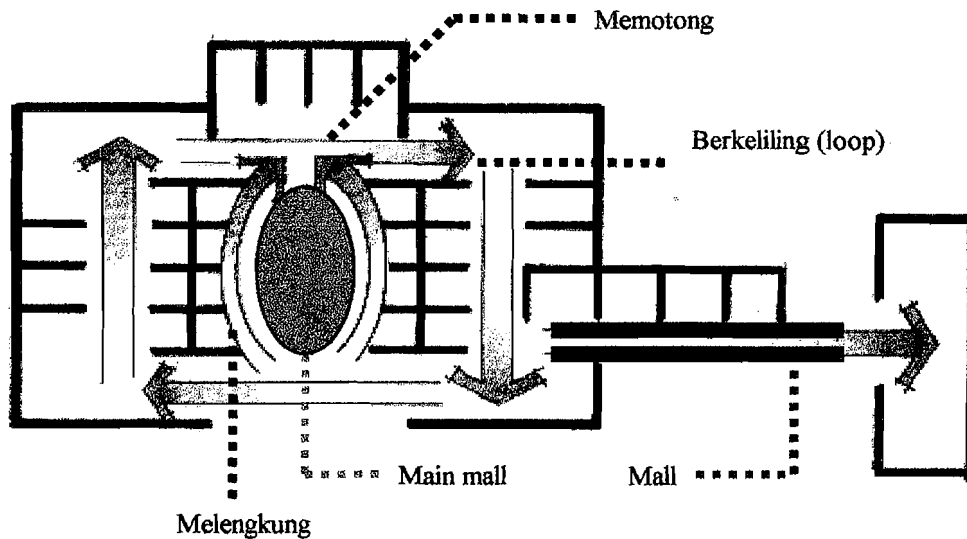 Memotong
Berkeliling (loop)
Main mall
Mall
Melengkung